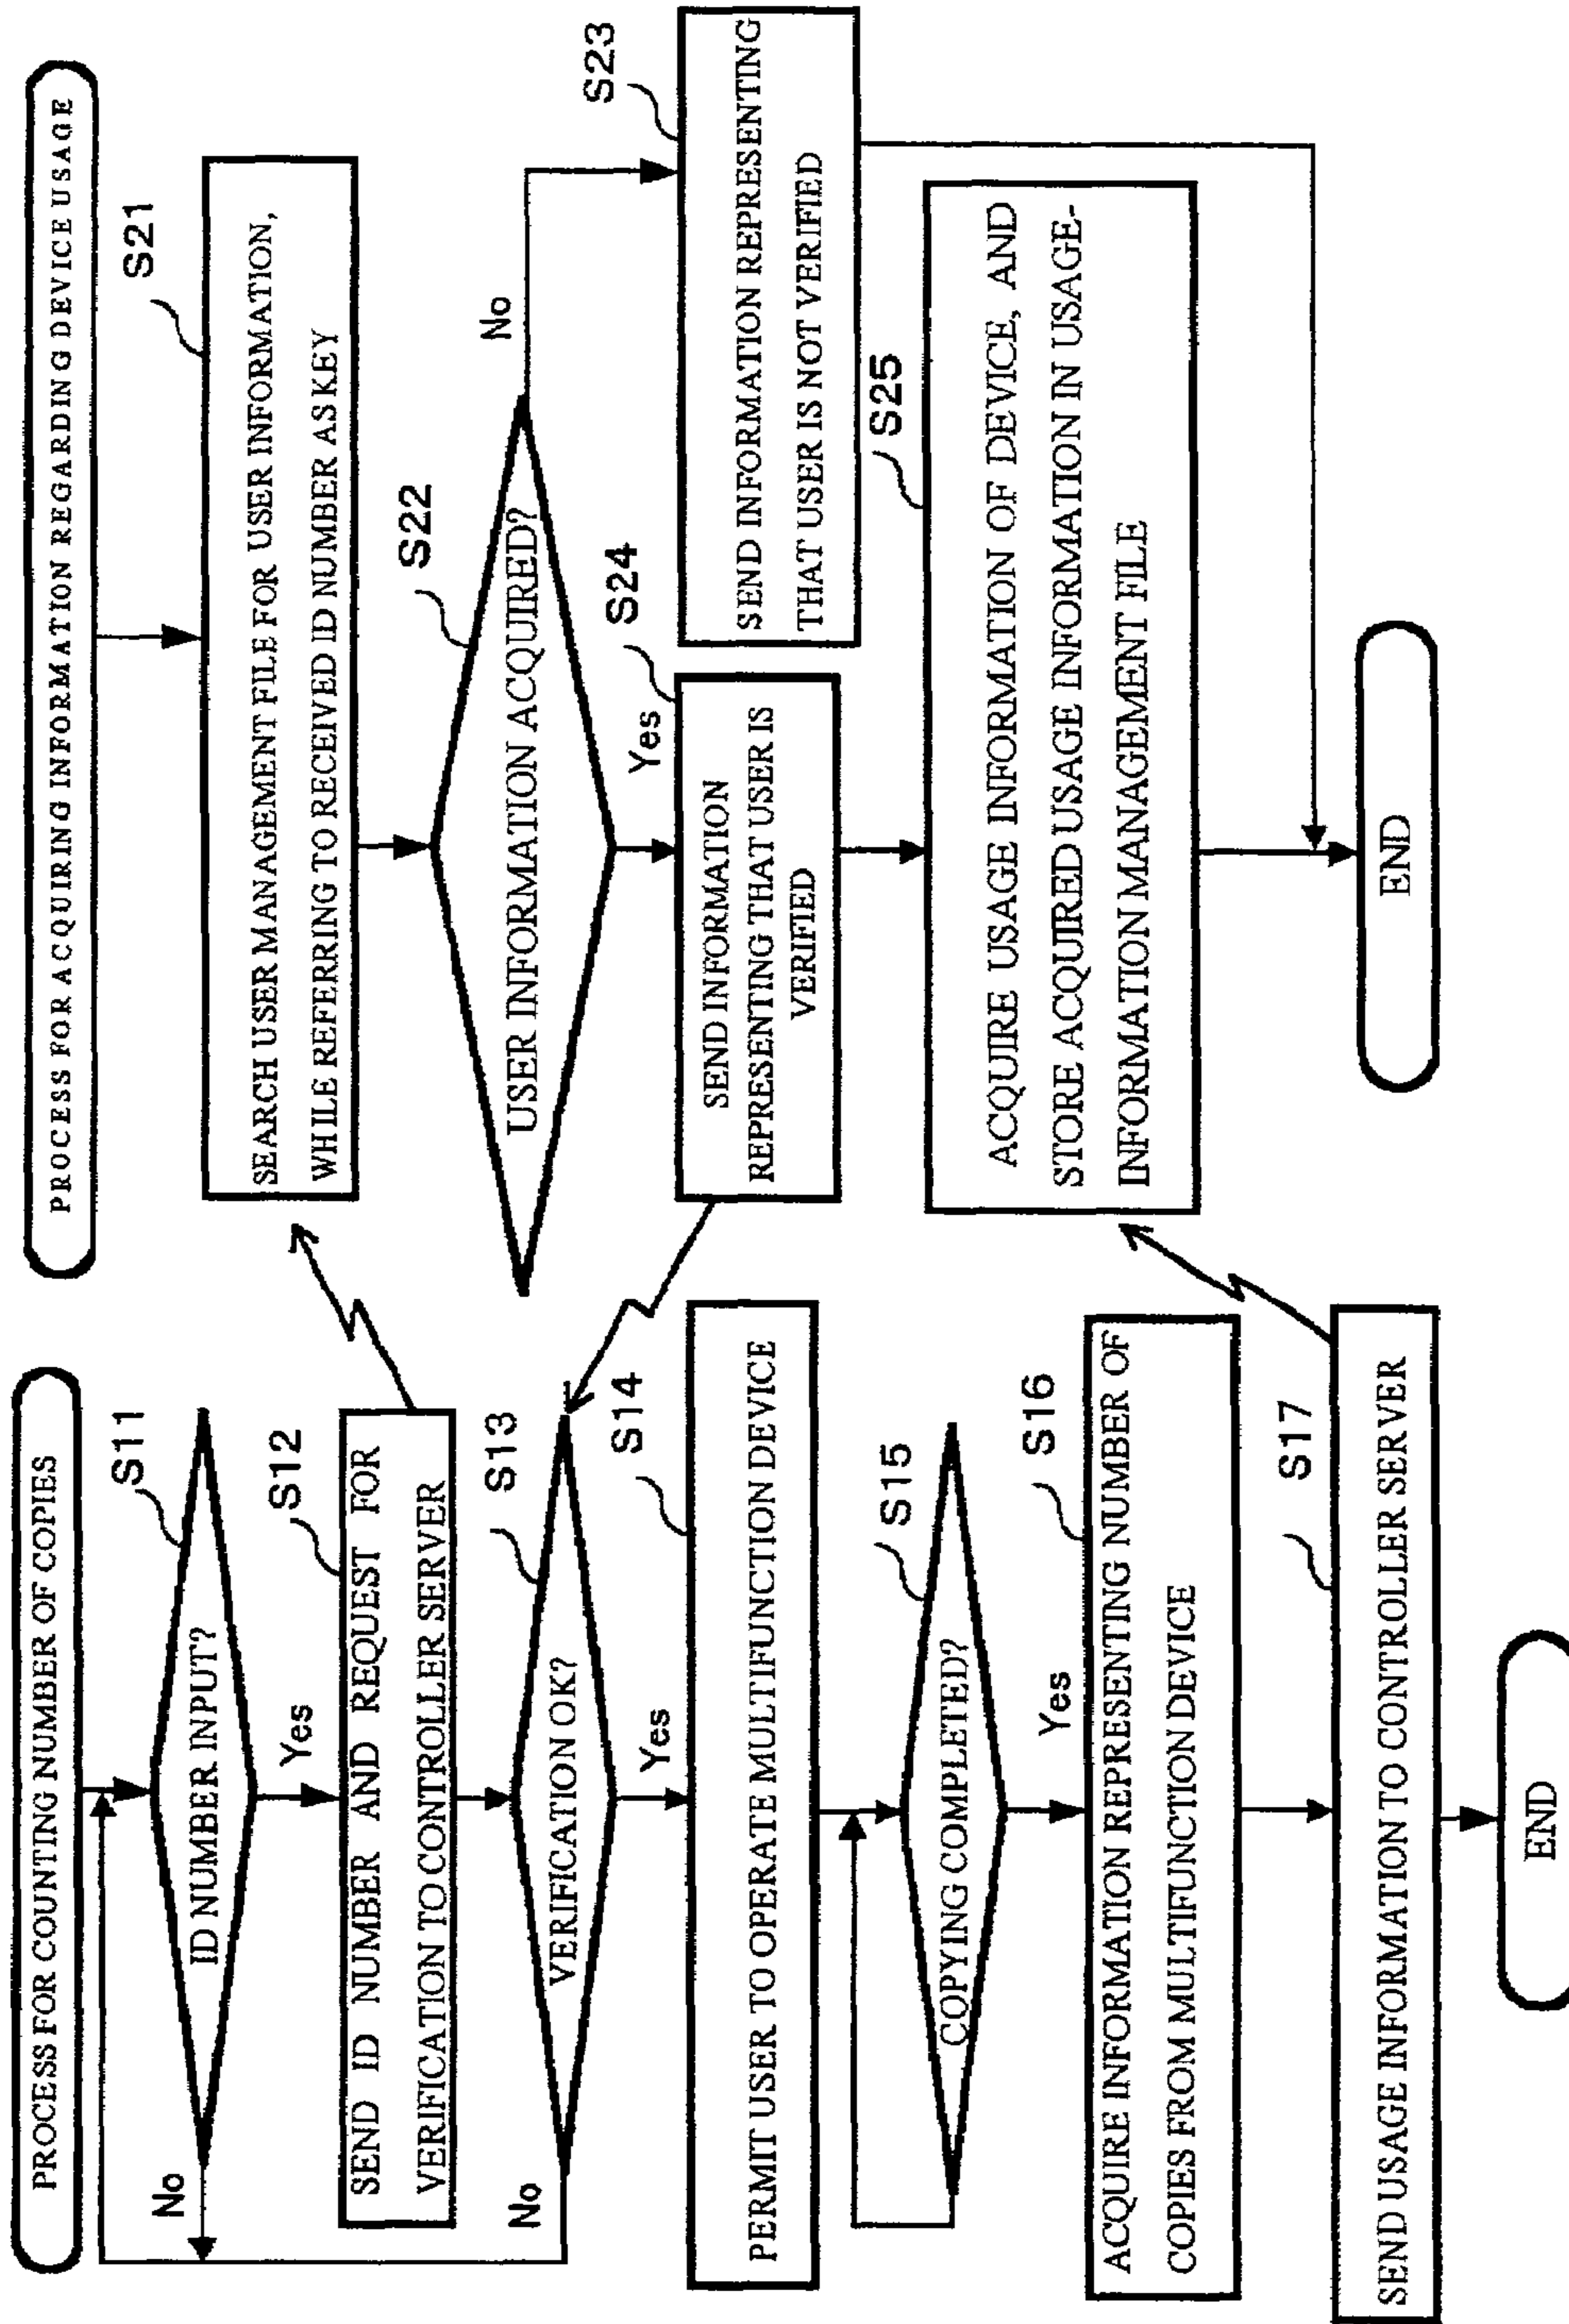 PROCESS FOR COUNTING NUMBER OF COPIES
S11
ID NUMBER INPUT?
No
Yes
S12
SEND ID NUMBER AND REQUEST FOR
VERIFICATION TO CONTROLLER SERVER
S13
VERIFICATION OK?
No
Yes
S14
PERMIT USER TO OPERATE MULTIFUNCTION DEVICE
S15
COPYING COMPLETED?
Yes
S16
ACQUIRE INFORMATION REPRESENTING NUMBER OF
COPIES FROM MULTIFUNCTION DEVICE
S17
SEND USAGE INFORMATION TO CONTROLLER SERVER
END
PROCESS FOR ACQUIRING INFORMATION REGARDING DEVICE USAGE
S21
SEARCH USER MANAGEMENT FILE FOR USER INFORMATION,
WHILE REFERRING TO RECEIVED ID NUMBER AS KEY
S22
USER INFORMATION ACQUIRED?
No
Yes
S23
SEND INFORMATION REPRESENTING
THAT USER IS NOT VERIFIED
S24
SEND INFORMATION
REPRESENTING THAT USER IS
VERIFIED
S25
ACQUIRE USAGE INFORMATION OF DEVICE, AND
STORE ACQUIRED USAGE INFORMATION IN USAGE-
INFORMATION MANAGEMENT FILE
END